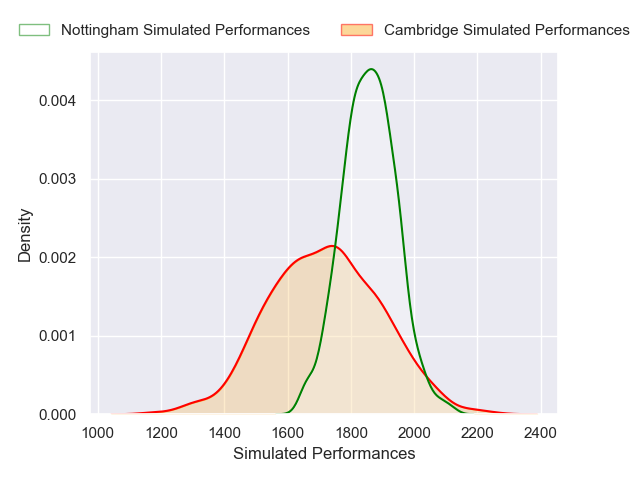 Nottingham Simulated Performances
Cambridge Simulated Performances
0.004
0.003
0.002
0.001
0.000
Density
1000 1200 1400 1600 1800 2000 2200 2400
Simulated Performances